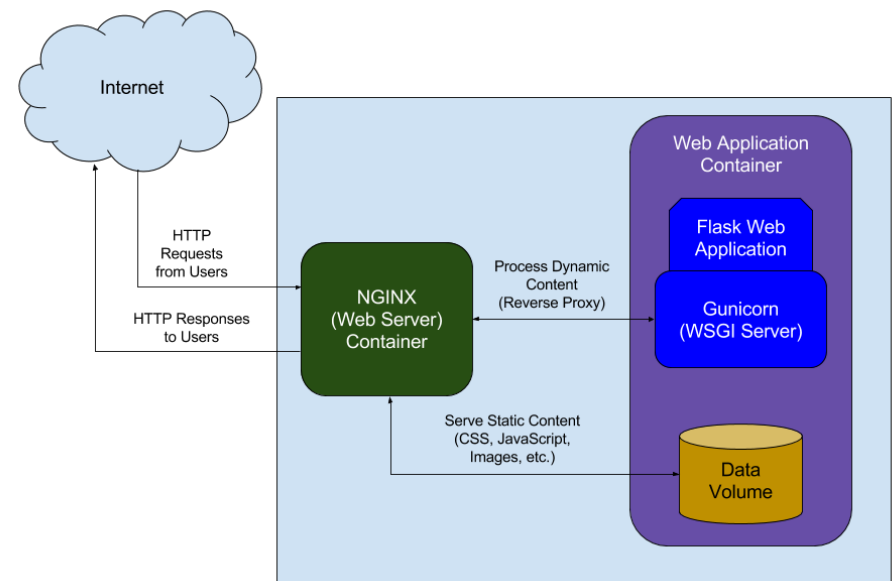 Internet
HTTP
Requests
from Users
HTTP Responses
to Users
NGINX
(Web Server)
Container
Process Dynamic
Content
(Reverse Proxy)
Serve Static Content
(CSS, JavaScript,
Images, etc.)
Web Application
Container
Flask Web
Application
Gunicorn
(WSGI Server)
Data
Volume